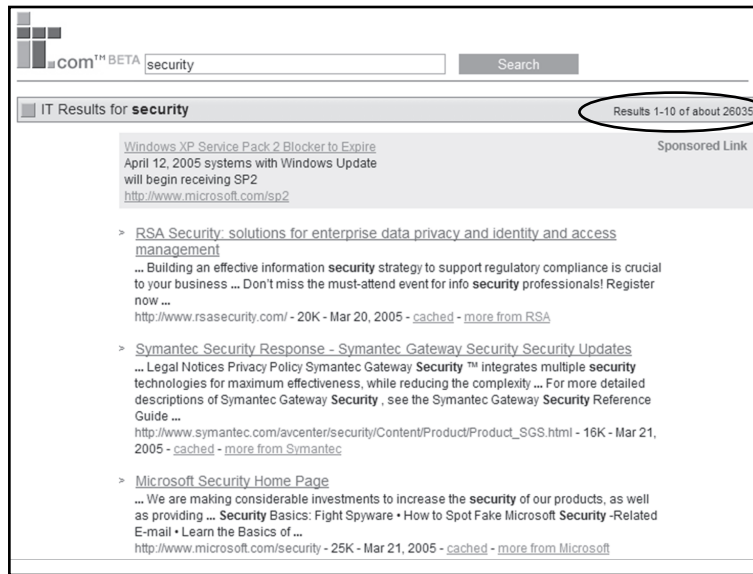 it.com™ BETA security Search
IT Results for security Results 1-10 of about 26035
Windows XP Service Pack 2 Blocker to Expire Sponsored Link
April 12, 2005 systems with Windows Update
will begin receiving SP2
http://www.microsoft.com/sp2
> RSA Security: solutions for enterprise data privacy and identity and access
management
... Building an effective information security strategy to support regulatory compliance is crucial
to your business ... Don't miss the must-attend event for info security professionals! Register
now ...
http://www.rsasecurity.com/ - 20K - Mar 20, 2005 - cached - more from RSA
> Symantec Security Response - Symantec Gateway Security Security Updates
... Legal Notices Privacy Policy Symantec Gateway Security ™ integrates multiple security
technologies for maximum effectiveness, while reducing the complexity ... For more detailed
descriptions of Symantec Gateway Security , see the Symantec Gateway Security Reference
Guide ...
http://www.symantec.com/avcenter/security/Content/Product/Product_SGS.html - 16K - Mar 21,
2005 - cached - more from Symantec
> Microsoft Security Home Page
... We are making considerable investments to increase the security of our products, as well
as providing ... Security Basics: Fight Spyware • How to Spot Fake Microsoft Security -Related
E-mail • Learn the Basics of ...
http://www.microsoft.com/security - 25K - Mar 21, 2005 - cached - more from Microsoft